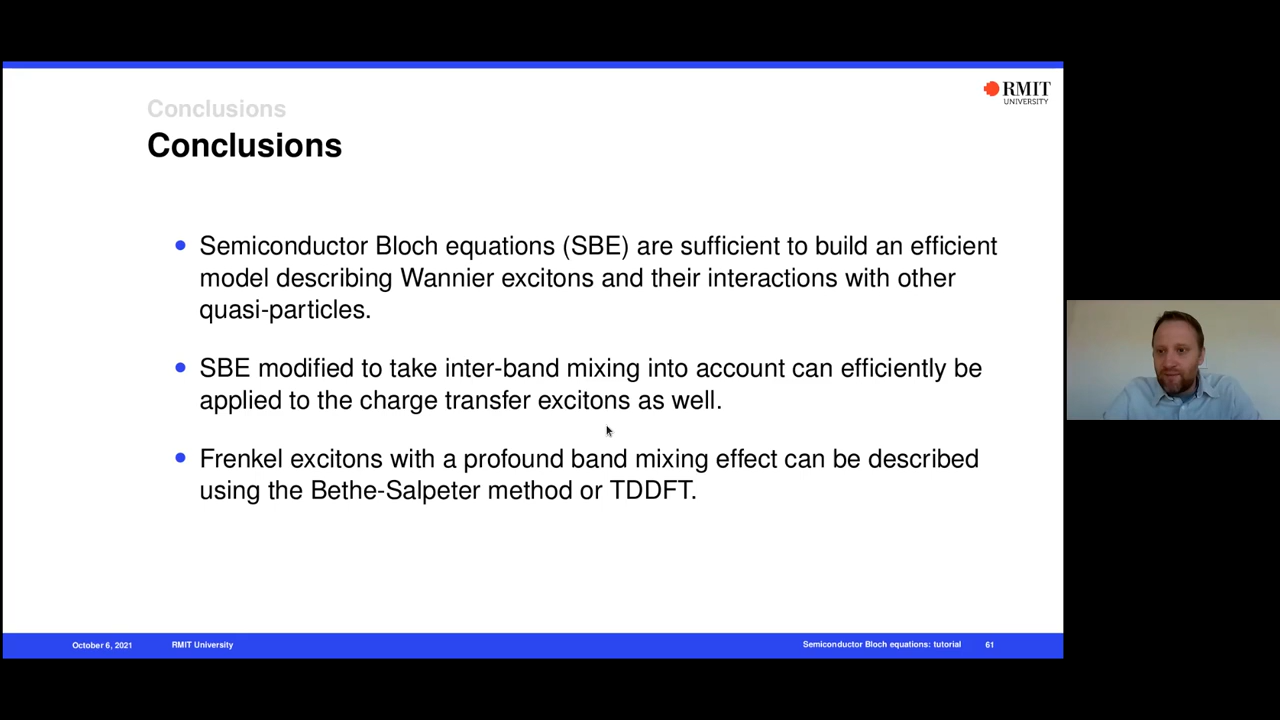 RMIT
UNIVERSITY
Conclusions
Conclusions
Semiconductor Bloch equations (SBE) are sufficient to build an efficient
model describing Wannier excitons and their interactions with other
quasi-particles.
SBE modified to take inter-band mixing into account can efficiently be
applied to the charge transfer excitons as well.
Frenkel excitons with a profound band mixing effect can be described
using the Bethe-Salpeter method or TDDFT.
October 6, 2021 RMIT University Semiconductor Bloch equations: tutorial 61